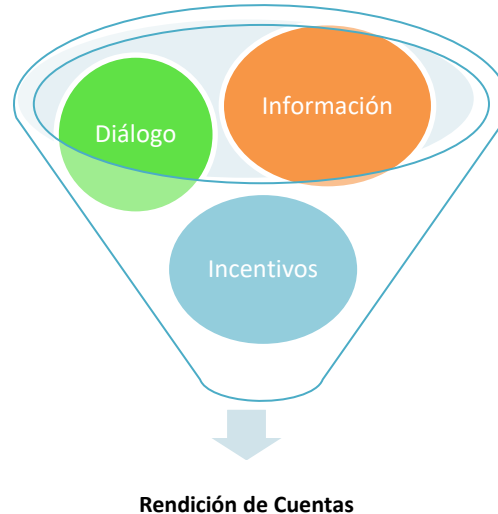 Información
Diálogo
Incentivos
Rendición de Cuentas